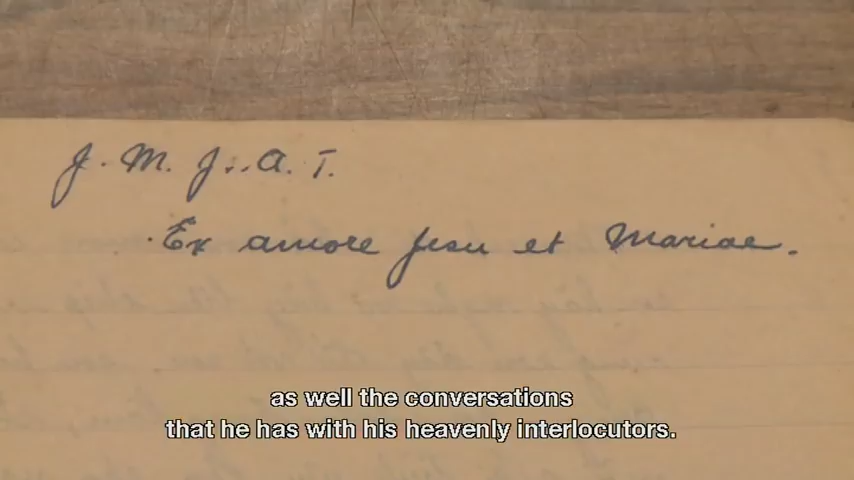 J. M. J. A. T.
Ex amore Jesu et Mariae.
as well the conversations
that he has with his heavenly interlocutors.